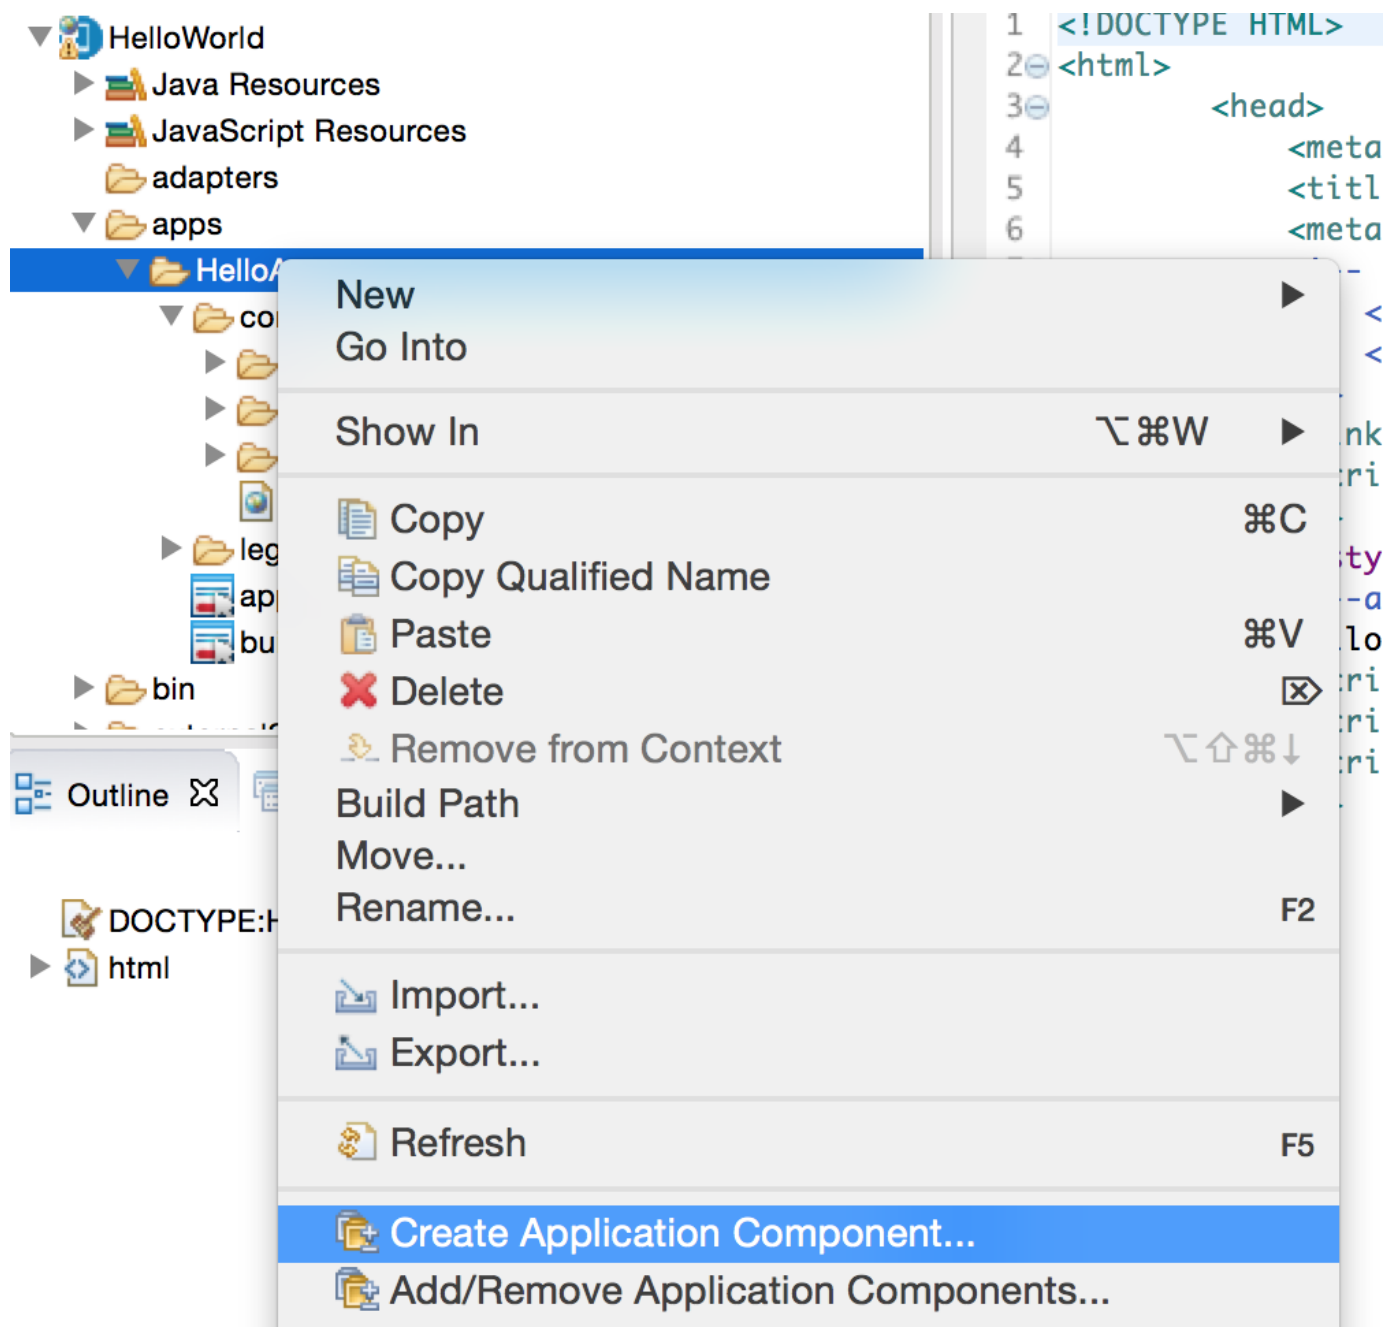 HelloWorld
Java Resources
JavaScript Resources
adapters
apps
HelloA
bin
Outline
DOCTYPE:H
html
1 <!DOCTYPE HTML>
2 <html>
3 <head>
4 <meta
5 <titl
6 <meta
New
Go Into
Show In ⌥⌘W
Copy ⌘C
Copy Qualified Name
Paste ⌘V
Delete ⌦
Remove from Context ⌥⇧⌘↓
Build Path
Move...
Rename... F2
Import...
Export...
Refresh F5
Create Application Component...
Add/Remove Application Components...